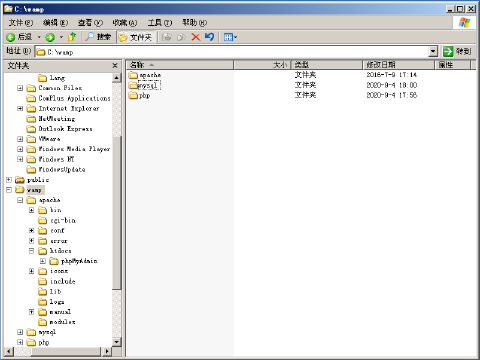 C:\wamp
文件(F) 编辑(E) 查看(V) 收藏(A) 工具(T) 帮助(H)
后退 搜索 文件夹
地址(D) C:\wamp 转到
文件夹
名称 大小 类型 修改日期 属性
apache 文件夹 2016-7-9 17:14
mysql 文件夹 2020-9-4 18:00
php 文件夹 2020-9-4 17:56
Lang
Common Files
ComPlus Applications
Internet Explorer
NetMeeting
Outlook Express
VMware
Windows Media Player
Windows NT
WindowsUpdate
public
wamp
apache
bin
cgi-bin
conf
error
htdocs
phpMyAdmin
icons
include
lib
logs
manual
modules
mysql
php